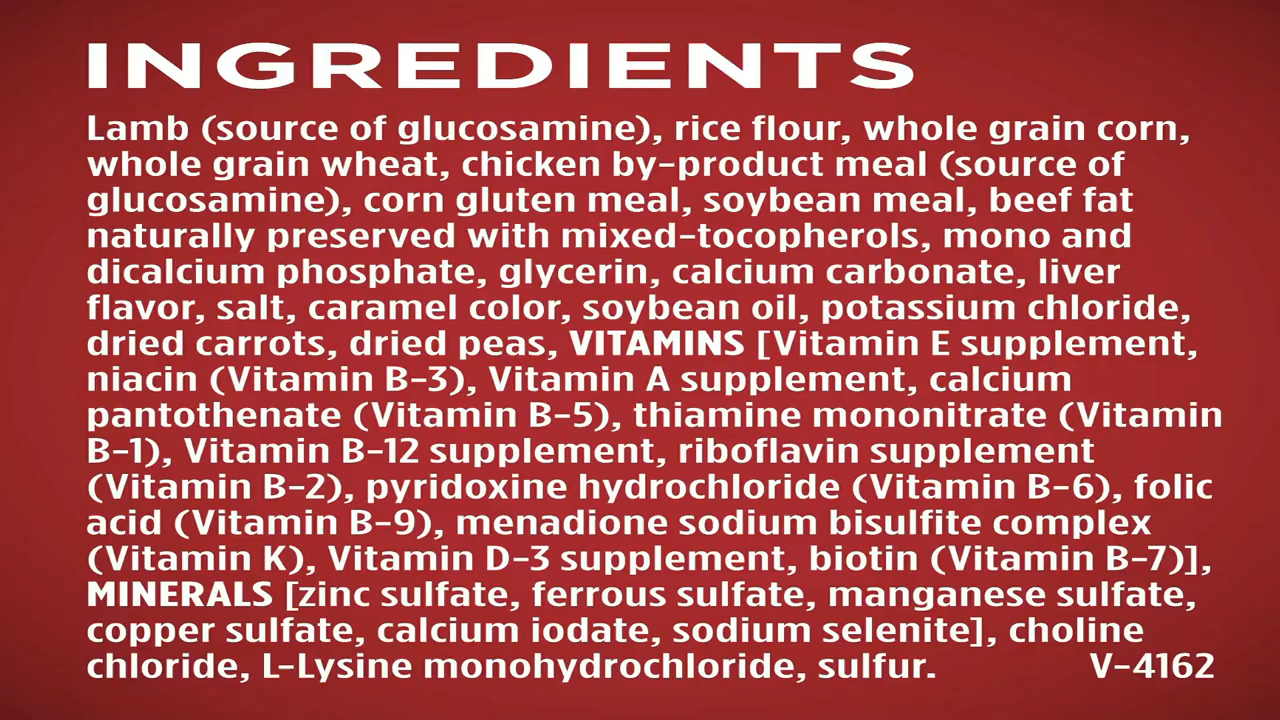 INGREDIENTS
Lamb (source of glucosamine), rice flour, whole grain corn,
whole grain wheat, chicken by-product meal (source of
glucosamine), corn gluten meal, soybean meal, beef fat
naturally preserved with mixed-tocopherols, mono and
dicalcium phosphate, glycerin, calcium carbonate, liver
flavor, salt, caramel color, soybean oil, potassium chloride,
dried carrots, dried peas, VITAMINS [Vitamin E supplement,
niacin (Vitamin B-3), Vitamin A supplement, calcium
pantothenate (Vitamin B-5), thiamine mononitrate (Vitamin
B-1), Vitamin B-12 supplement, riboflavin supplement
(Vitamin B-2), pyridoxine hydrochloride (Vitamin B-6), folic
acid (Vitamin B-9), menadione sodium bisulfite complex
(Vitamin K), Vitamin D-3 supplement, biotin (Vitamin B-7)],
MINERALS [zinc sulfate, ferrous sulfate, manganese sulfate,
copper sulfate, calcium iodate, sodium selenite], choline
chloride, L-Lysine monohydrochloride, sulfur. V-4162